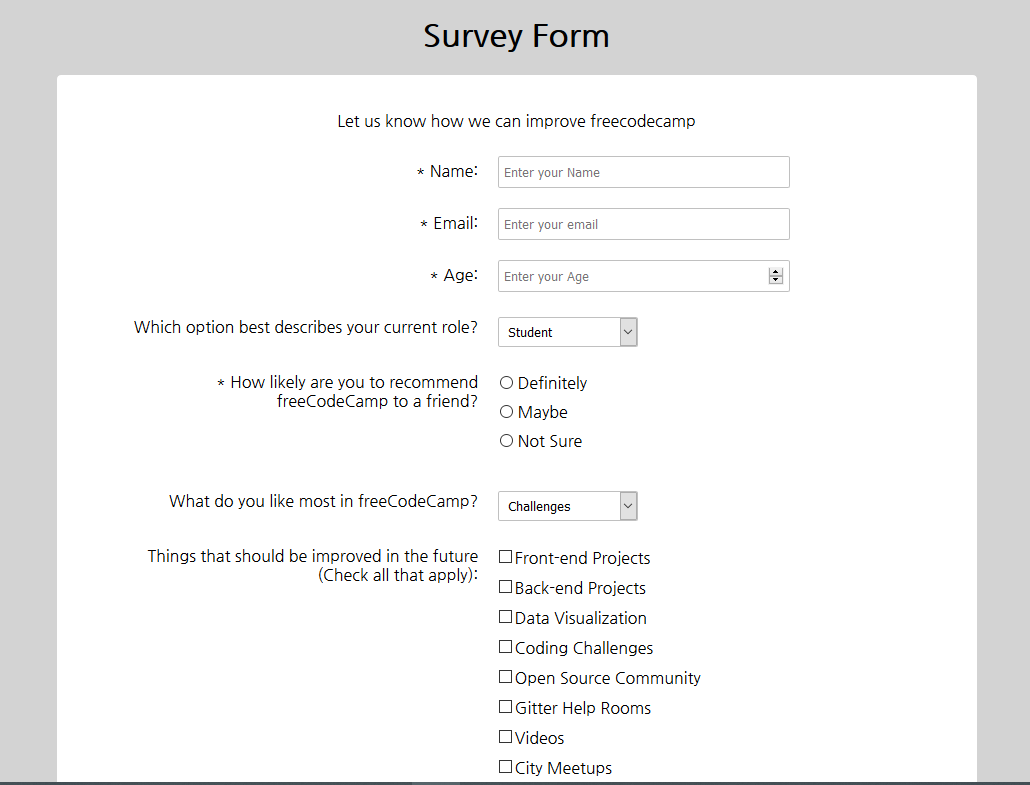 Survey Form
Let us know how we can improve freecodecamp
* Name:
Enter your Name
* Email:
Enter your email
* Age:
Enter your Age
Which option best describes your current role?
Student
* How likely are you to recommend
freeCodeCamp to a friend?
Definitely
Maybe
Not Sure
What do you like most in freeCodeCamp?
Challenges
Things that should be improved in the future
(Check all that apply):
Front-end Projects
Back-end Projects
Data Visualization
Coding Challenges
Open Source Community
Gitter Help Rooms
Videos
City Meetups